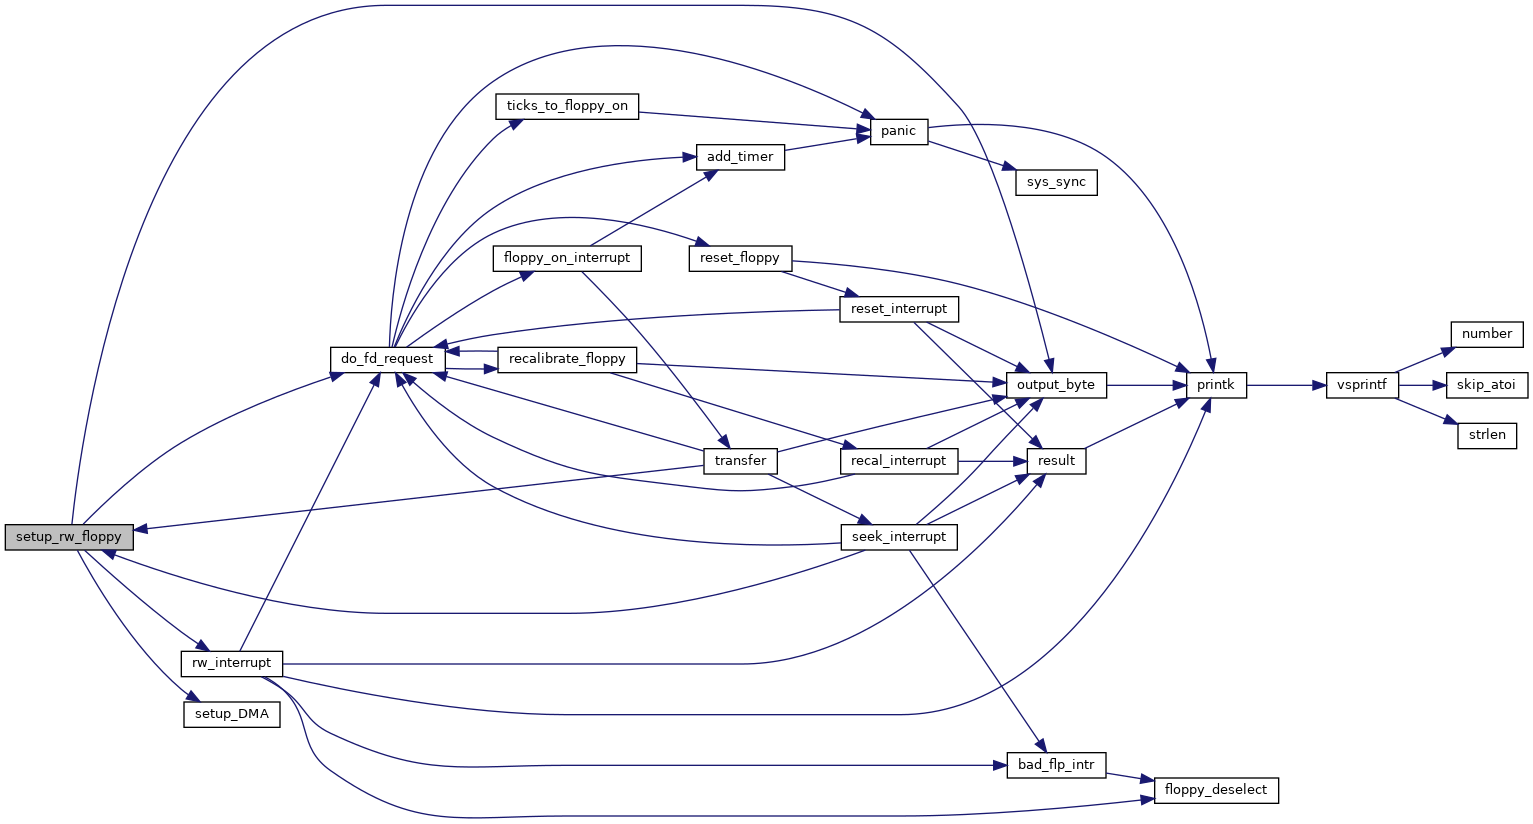 ticks_to_floppy_on
panic
add_timer
sys_sync
floppy_on_interrupt
reset_floppy
reset_interrupt
number
do_fd_request
recalibrate_floppy
output_byte
printk
vsprintf
skip_atoi
strlen
transfer
recal_interrupt
result
setup_rw_floppy
seek_interrupt
rw_interrupt
setup_DMA
bad_flp_intr
floppy_deselect